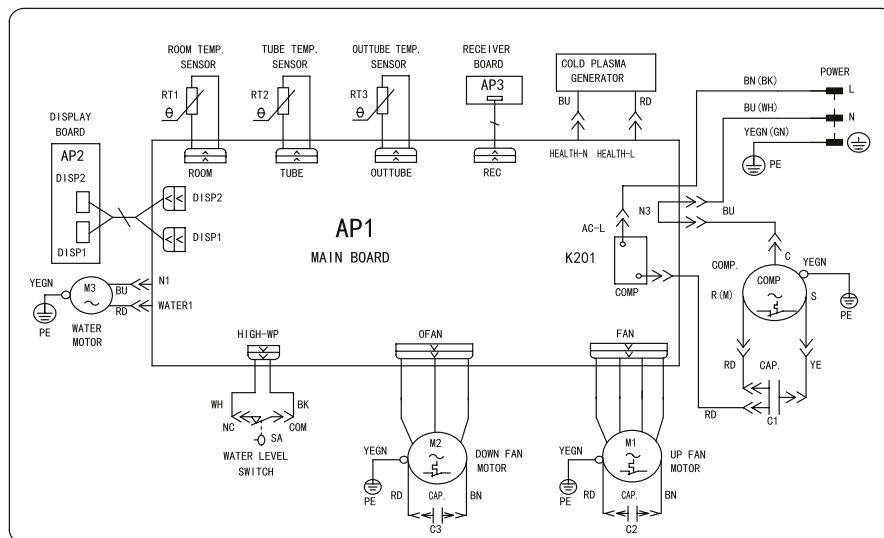 ROOM TEMP.
SENSOR
TUBE TEMP.
SENSOR
OUTTUBE TEMP.
SENSOR
RECEIVER
BOARD
COLD PLASMA
GENERATOR
POWER
BN(BK)
L
RT1
θ
RT2
θ
RT3
θ
AP3
BU
RD
BU(WH)
N
YEGN(GN)
PE
DISPLAY
BOARD
AP2
DISP2
DISP1
ROOM
TUBE
OUTTUBE
REC
HEALTH-N
HEALTH-L
DISP2
DISP1
AP1
MAIN BOARD
AC-L
K201
COMP
N3
BU
C
COMP.
COMP
YEGN
PE
R(M)
S
YEGN
M3
BU
RD
N1
WATER1
PE
WATER
MOTOR
HIGH-WP
OFAN
FAN
RD
CAP.
YE
RD
C1
WH
BK
NC
COM
SA
WATER LEVEL
SWITCH
YEGN
M2
DOWN FAN
MOTOR
PE
RD
CAP.
BN
C3
YEGN
M1
UP FAN
MOTOR
PE
RD
CAP.
BN
C2